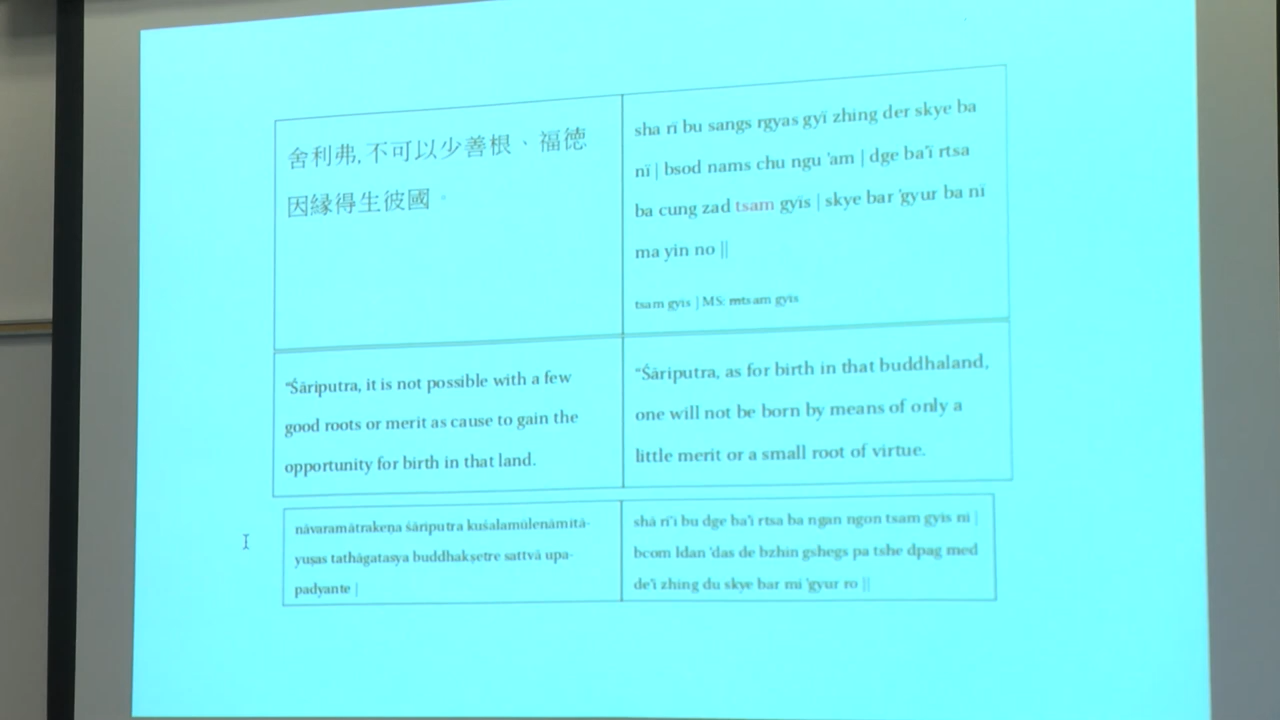 舍利弗,不可以少善根、福徳
因縁得生彼國。
sha rï bu sangs rgyas gyï zhing der skye ba
nï | bsod nams chu ngu 'am | dge ba'ï rtsa
ba cung zad tsam gyïs | skye bar 'gyur ba nï
ma yin no ||
tsam gyis ] MS: mtsam gyis
“Śāriputra, it is not possible with a few
good roots or merit as cause to gain the
opportunity for birth in that land.
“Śāriputra, as for birth in that buddhaland,
one will not be born by means of only a
little merit or a small root of virtue.
nāvaramātrakeṇa śāriputra kuśalamūlenāmitā-
yuṣas tathāgatasya buddhakṣetre sattvā upa-
padyante |
shā ri'i bu dge ba'i rtsa ba ngan ngon tsam gyis ni |
bcom ldan 'das de bzhin gshegs pa tshe dpag med
de'i zhing du skye bar mi 'gyur ro ||